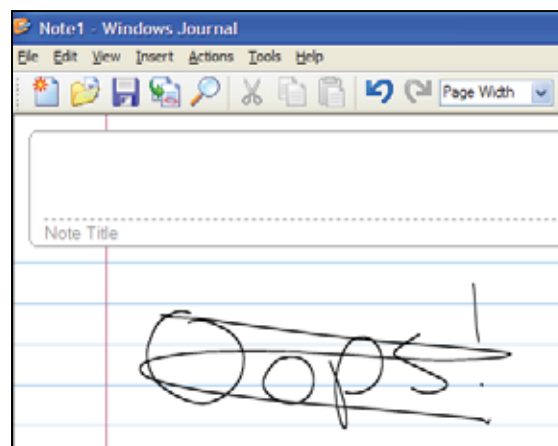 Note1 - Windows Journal
File Edit View Insert Actions Tools Help
Page Width
Note Title
Oops!